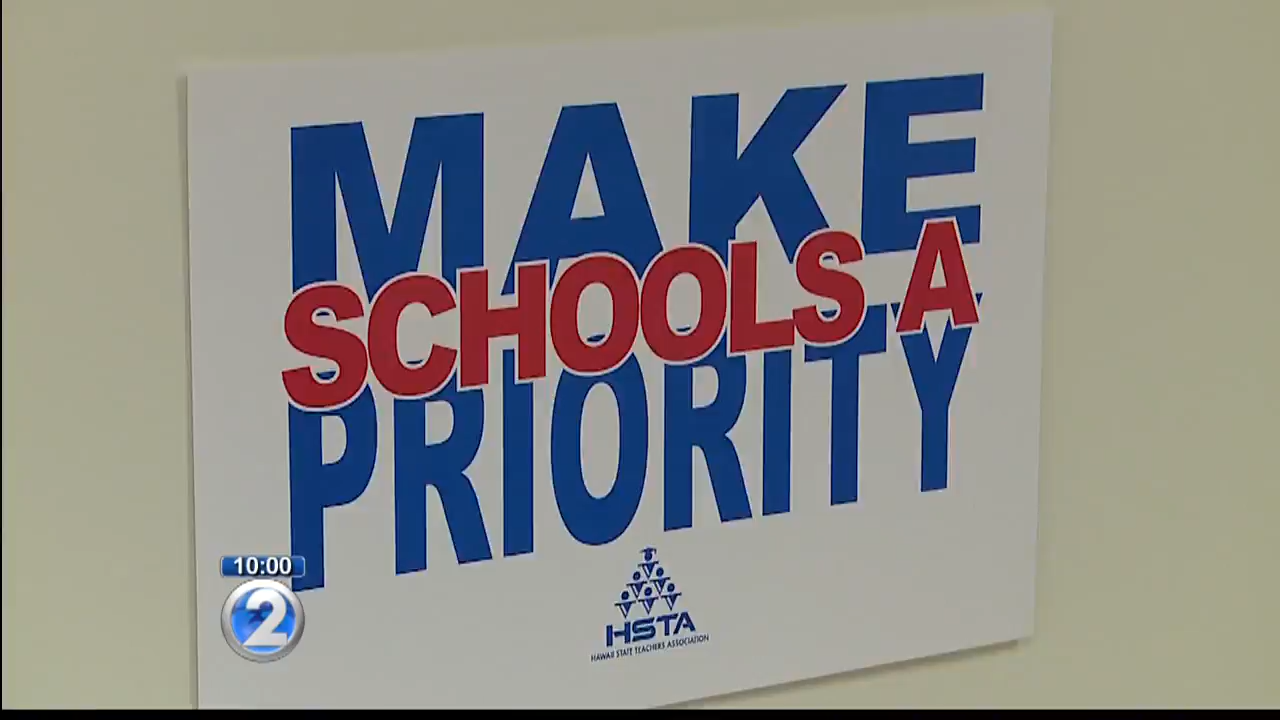 MAKE
SCHOOLS A
PRIORITY
HSTA
HAWAII STATE TEACHERS ASSOCIATION
10:00
2